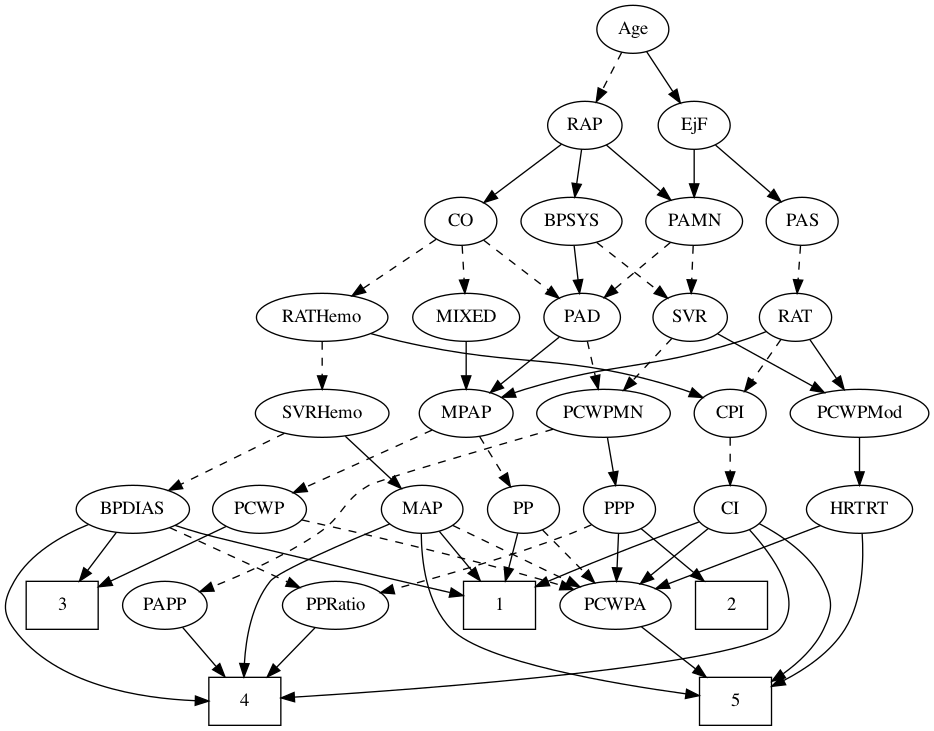 Age
RAP
EjF
CO
BPSYS
PAMN
PAS
RATHemo
MIXED
PAD
SVR
RAT
SVRHemo
MPAP
PCWPMN
CPI
PCWPMod
BPDIAS
PCWP
MAP
PP
PPP
CI
HRTRT
3
PAPP
PPRatio
1
PCWPA
2
4
5